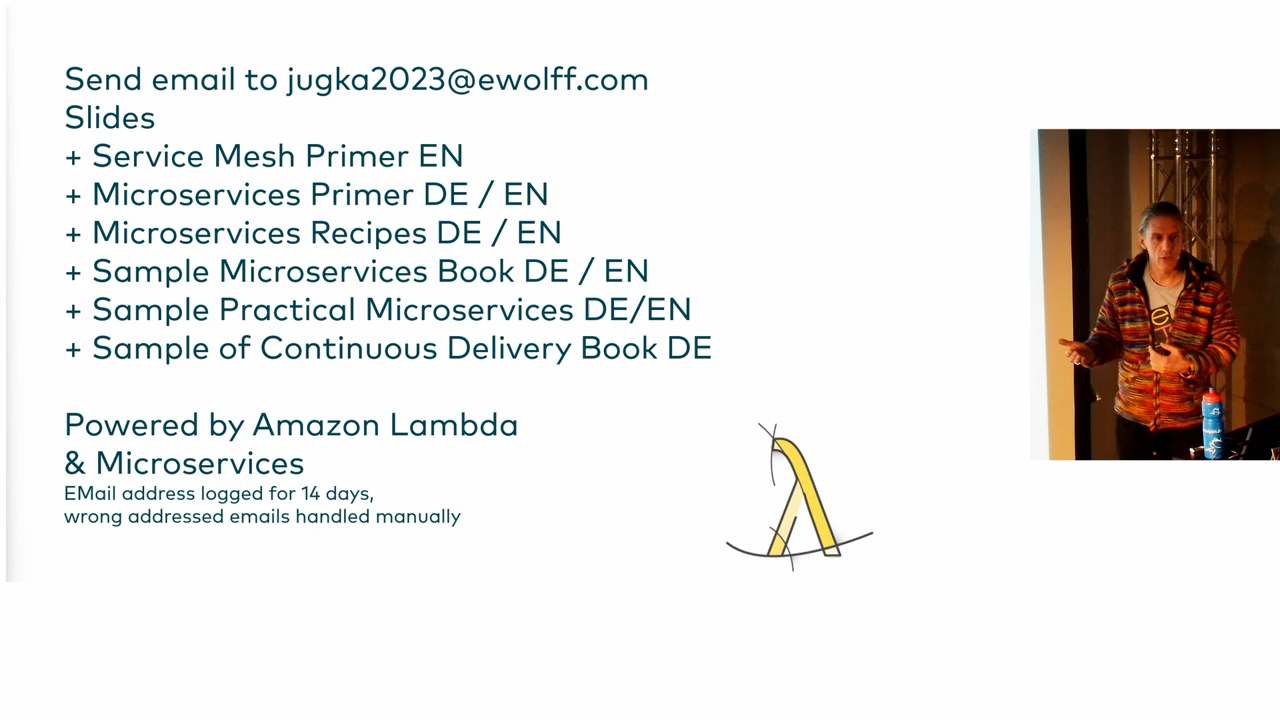 Send email to jugka2023@ewolff.com
Slides
+ Service Mesh Primer EN
+ Microservices Primer DE / EN
+ Microservices Recipes DE / EN
+ Sample Microservices Book DE / EN
+ Sample Practical Microservices DE/EN
+ Sample of Continuous Delivery Book DE
Powered by Amazon Lambda
& Microservices
EMail address logged for 14 days,
wrong addressed emails handled manually